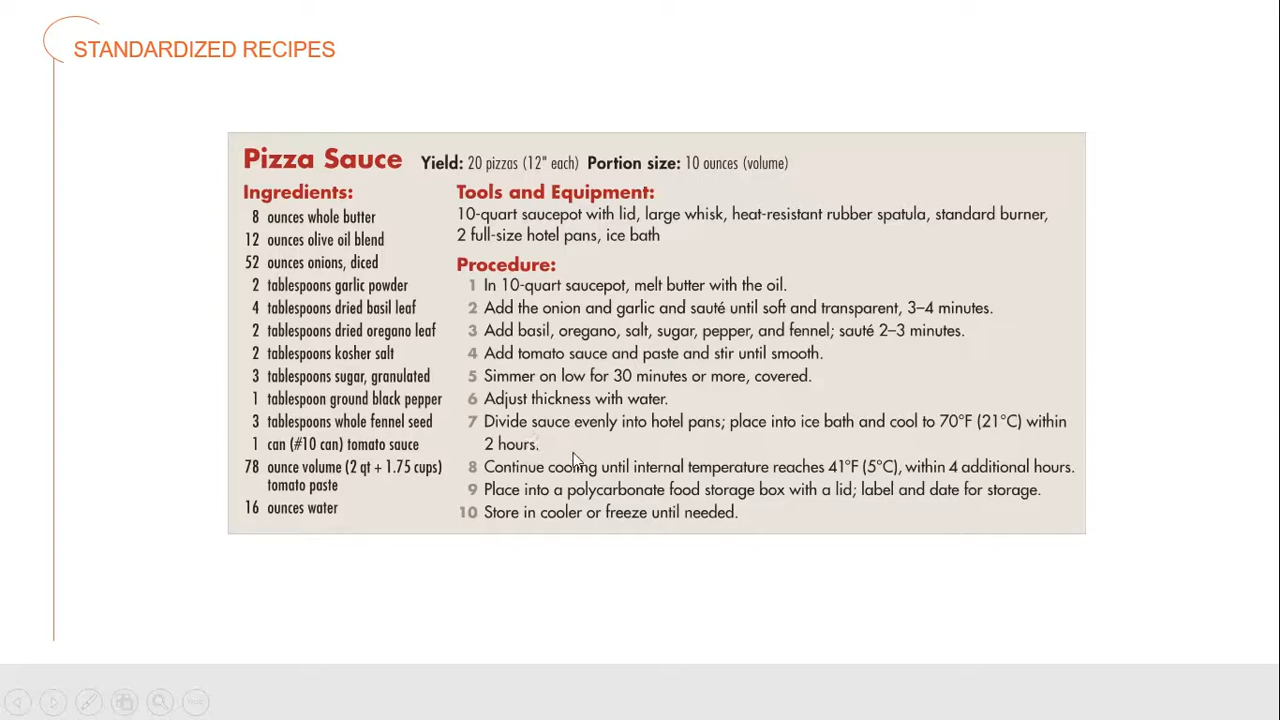 STANDARDIZED RECIPES
Pizza Sauce Yield: 20 pizzas (12" each) Portion size: 10 ounces (volume)
Ingredients:
8 ounces whole butter
12 ounces olive oil blend
52 ounces onions, diced
2 tablespoons garlic powder
4 tablespoons dried basil leaf
2 tablespoons dried oregano leaf
2 tablespoons kosher salt
3 tablespoons sugar, granulated
1 tablespoon ground black pepper
3 tablespoons whole fennel seed
1 can (#10 can) tomato sauce
78 ounce volume (2 qt + 1.75 cups)
tomato paste
16 ounces water
Tools and Equipment:
10-quart saucepot with lid, large whisk, heat-resistant rubber spatula, standard burner,
2 full-size hotel pans, ice bath
Procedure:
1 In 10-quart saucepot, melt butter with the oil.
2 Add the onion and garlic and sauté until soft and transparent, 3–4 minutes.
3 Add basil, oregano, salt, sugar, pepper, and fennel; sauté 2–3 minutes.
4 Add tomato sauce and paste and stir until smooth.
5 Simmer on low for 30 minutes or more, covered.
6 Adjust thickness with water.
7 Divide sauce evenly into hotel pans; place into ice bath and cool to 70°F (21°C) within
2 hours.
8 Continue cooling until internal temperature reaches 41°F (5°C), within 4 additional hours.
9 Place into a polycarbonate food storage box with a lid; label and date for storage.
10 Store in cooler or freeze until needed.